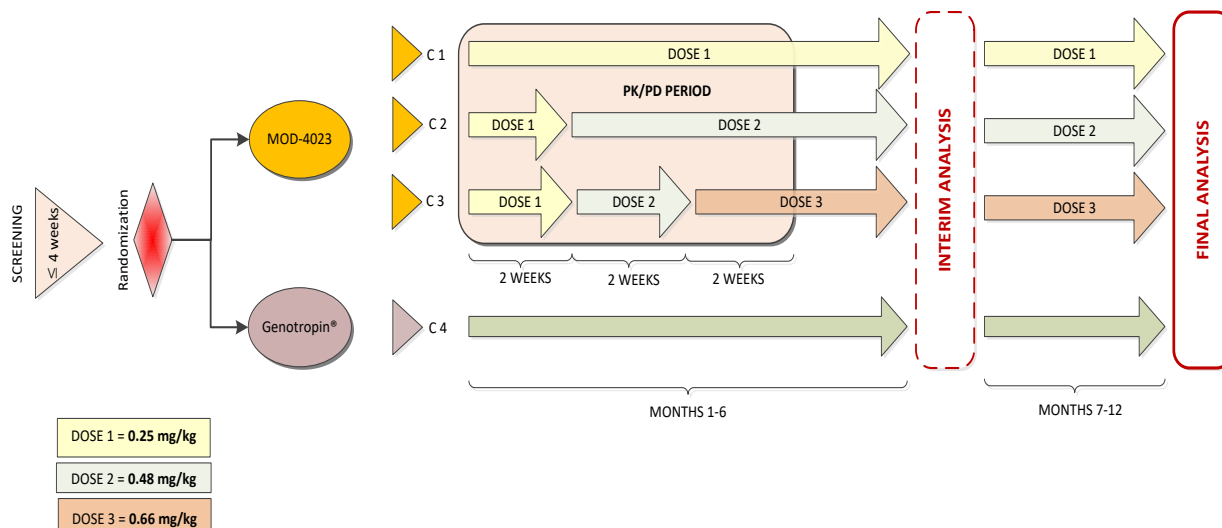 SCREENING
≤ 4 weeks
Randomization
MOD-4023
Genotropin®
C 1
DOSE 1
PK/PD PERIOD
C 2
DOSE 1
DOSE 2
C 3
DOSE 1
DOSE 2
DOSE 3
2 WEEKS
2 WEEKS
2 WEEKS
C 4
MONTHS 1-6
INTERIM ANALYSIS
DOSE 1
DOSE 2
DOSE 3
MONTHS 7-12
FINAL ANALYSIS
DOSE 1 = 0.25 mg/kg
DOSE 2 = 0.48 mg/kg
DOSE 3 = 0.66 mg/kg